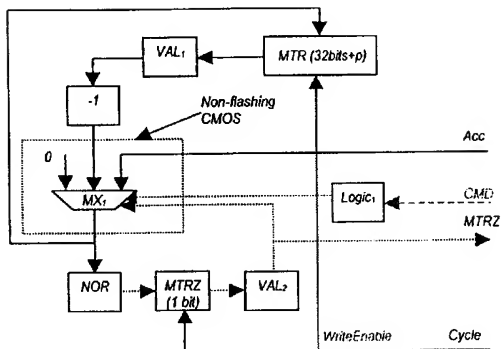 VAL₁
MTR (32bits+p)
-1
Non-flashing
CMOS
Acc
0
MX₁
Logic₁
CMD
MTRZ
NOR
MTRZ
(1 bit)
VAL₂
WriteEnable
Cycle